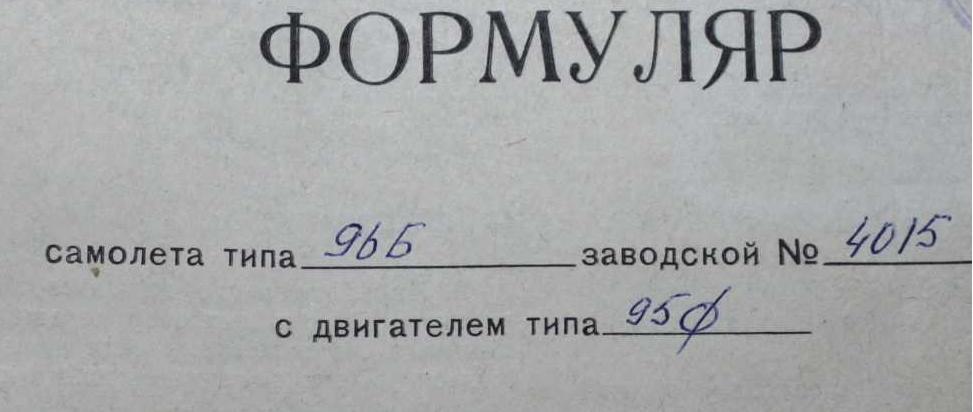 ФОРМУЛЯР
самолета типа 96Б заводской № 4015
с двигателем типа 95ф